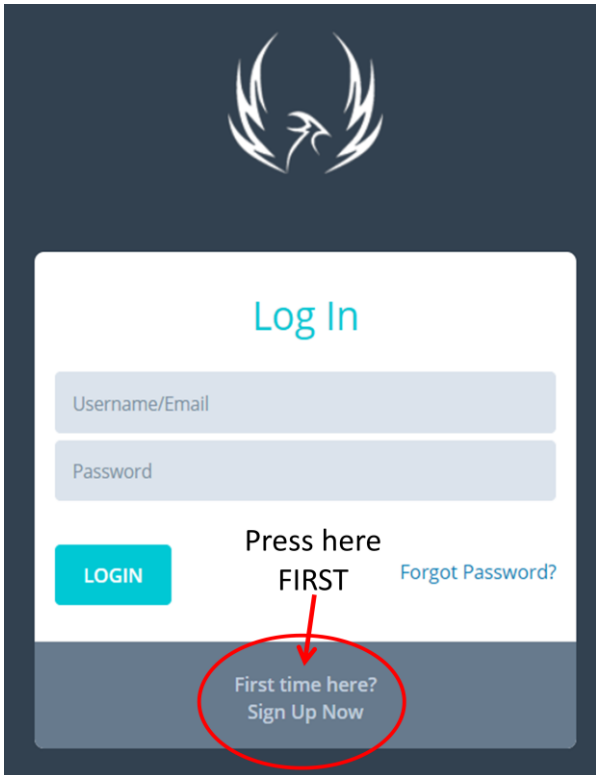 Log In
Username/Email
Password
Press here
FIRST
LOGIN
Forgot Password?
First time here?
Sign Up Now